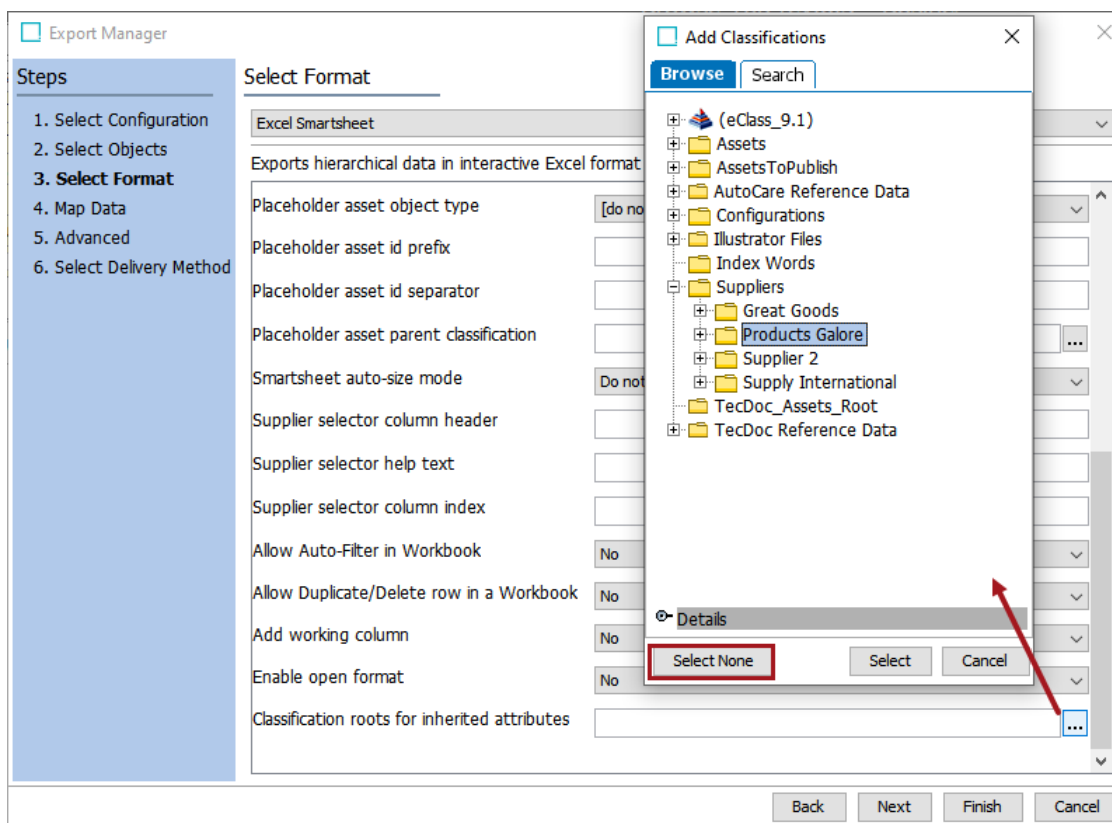 Export Manager
Steps
1. Select Configuration
2. Select Objects
3. Select Format
4. Map Data
5. Advanced
6. Select Delivery Method
Select Format
Excel Smartsheet
Exports hierarchical data in interactive Excel format
Placeholder asset object type
[do no
Placeholder asset id prefix
Placeholder asset id separator
Placeholder asset parent classification
...
Smartsheet auto-size mode
Do not
Supplier selector column header
Supplier selector help text
Supplier selector column index
Allow Auto-Filter in Workbook
No
Allow Duplicate/Delete row in a Workbook
No
Add working column
No
Enable open format
No
Classification roots for inherited attributes
...
Back Next Finish Cancel
Add Classifications
Browse Search
(eClass_9.1)
Assets
AssetsToPublish
AutoCare Reference Data
Configurations
Illustrator Files
Index Words
Suppliers
Great Goods
Products Galore
Supplier 2
Supply International
TecDoc_Assets_Root
TecDoc Reference Data
Details
Select None Select Cancel